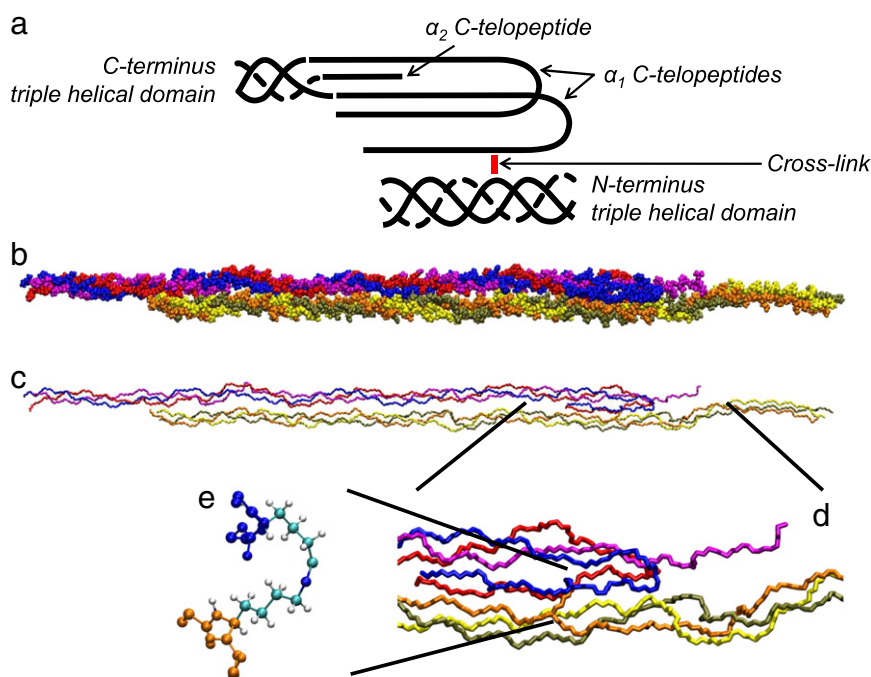 a
α2 C-telopeptide
C-terminus
triple helical domain
α1 C-telopeptides
Cross-link
N-terminus
triple helical domain
b
c
e
d